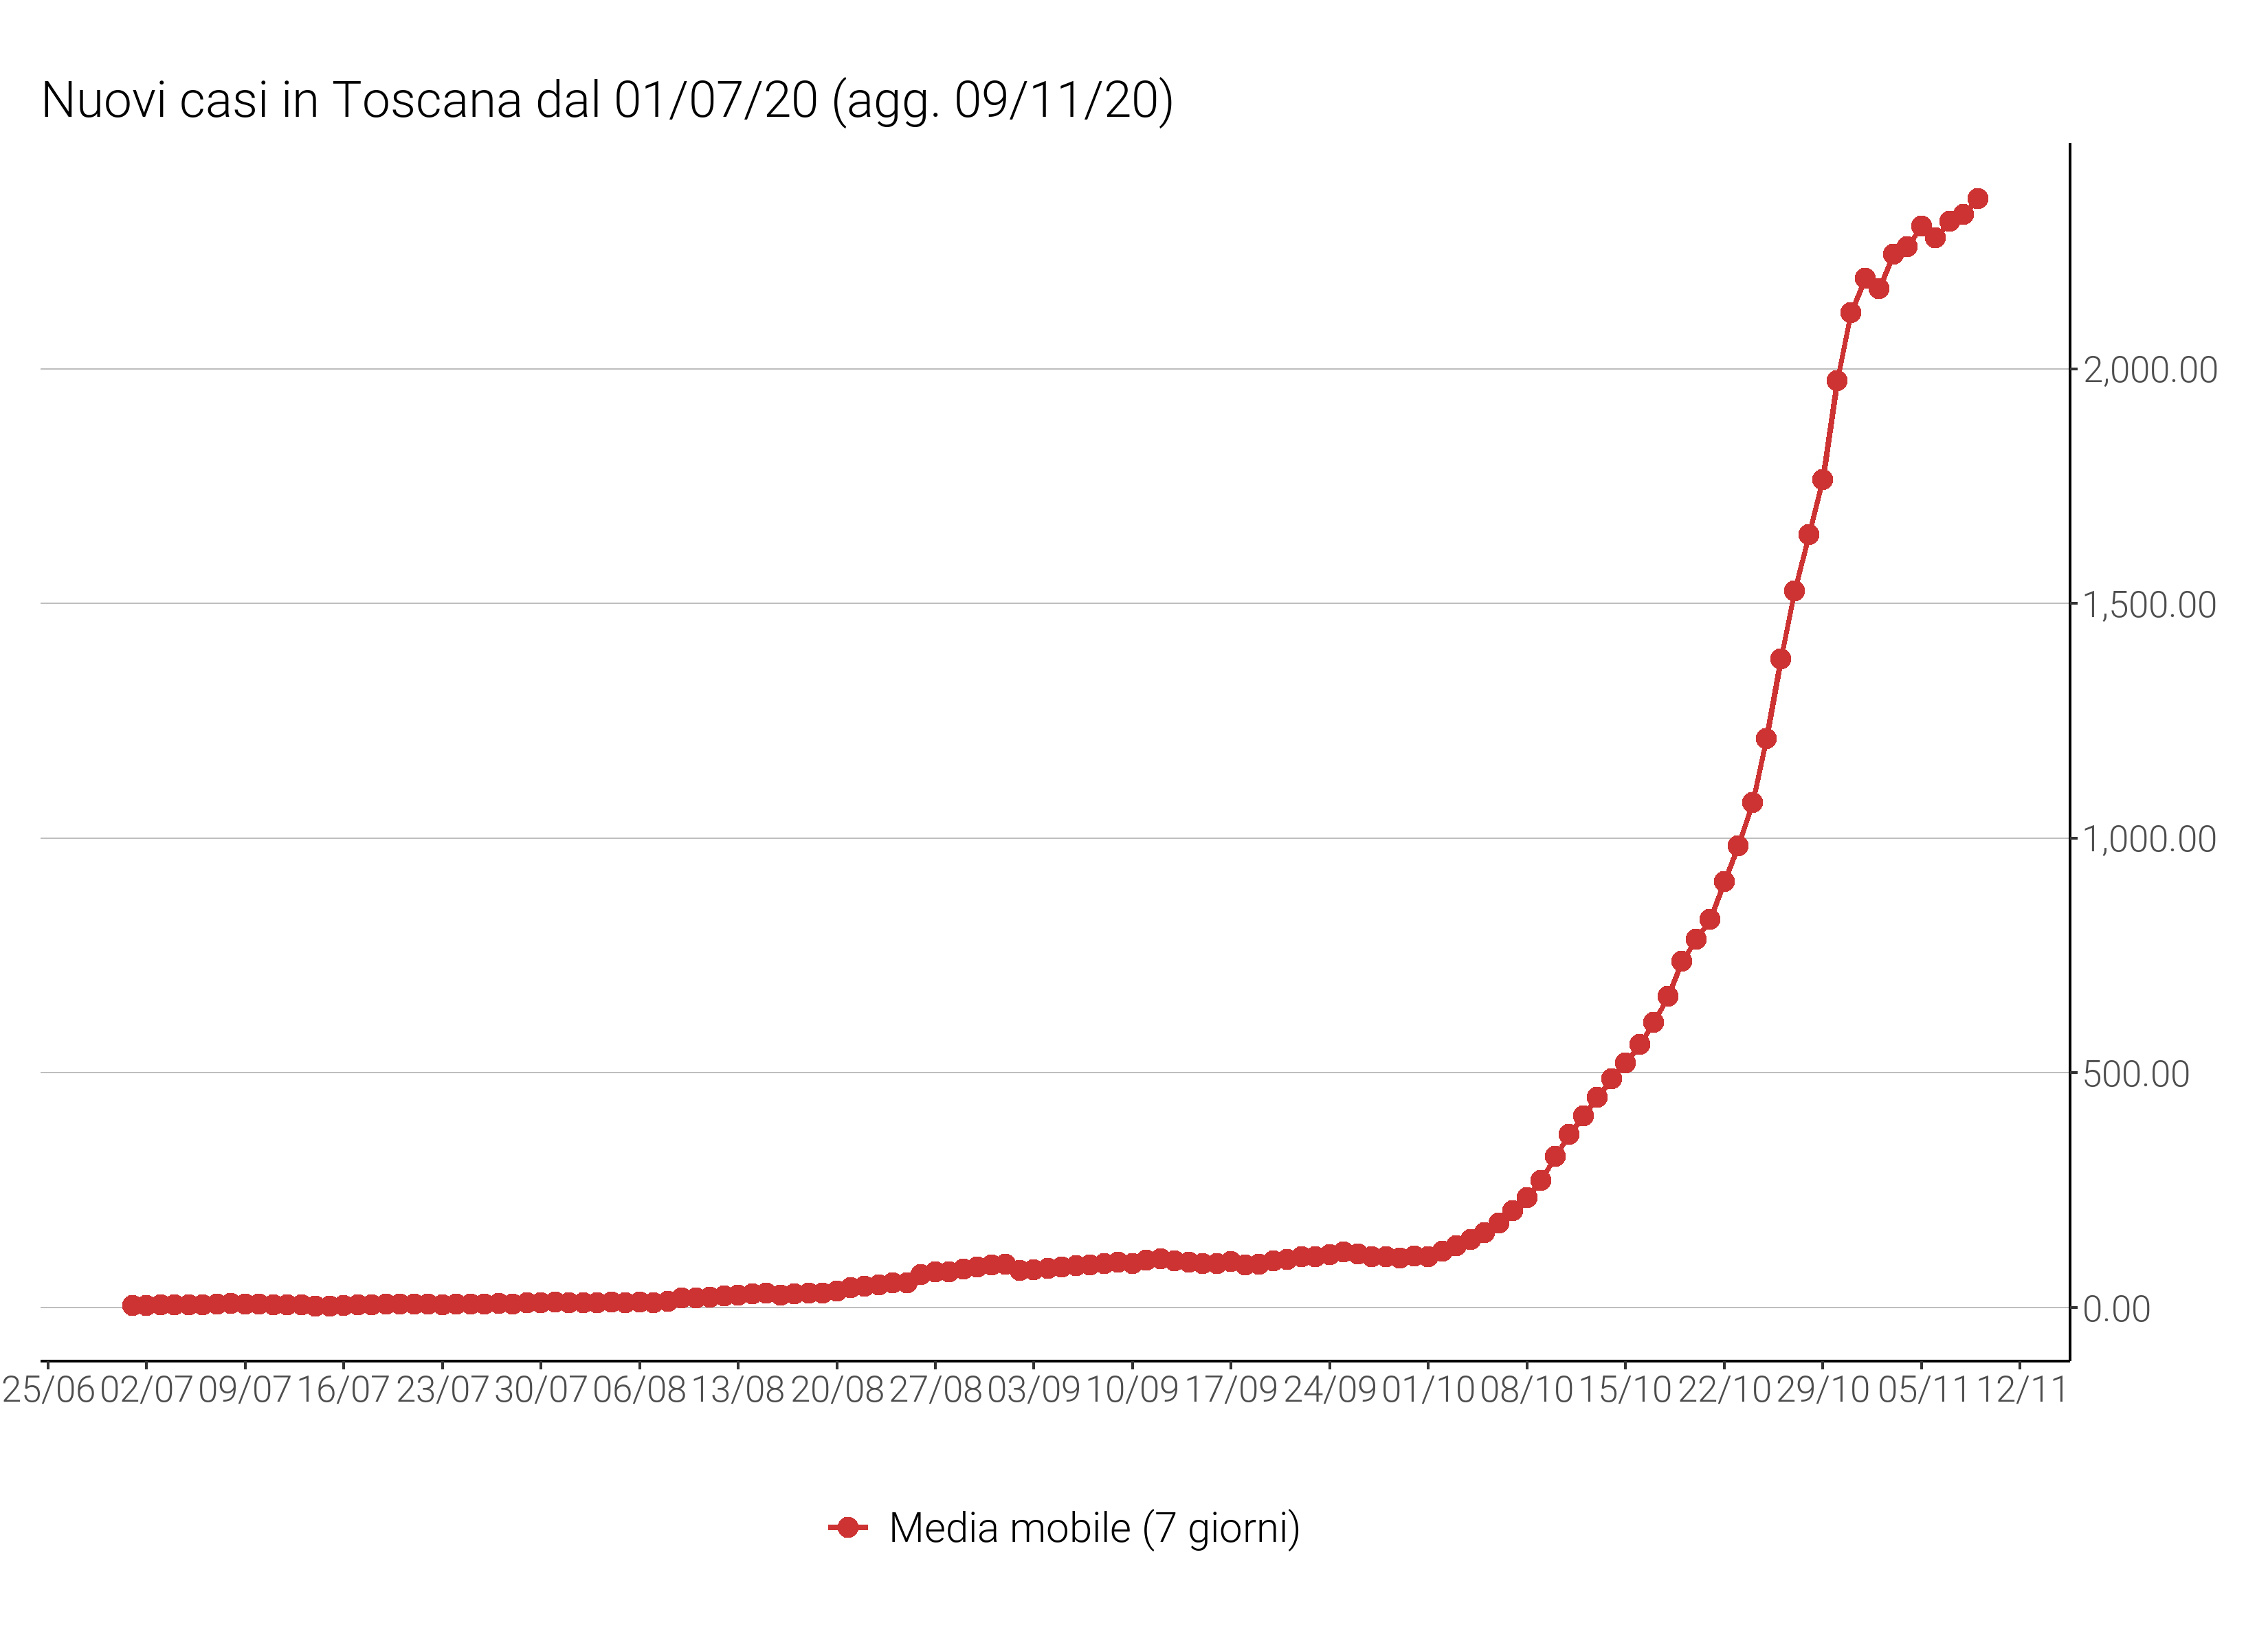 Nuovi casi in Toscana dal 01/07/20 (agg. 09/11/20)
2,000.00
1,500.00
1,000.00
500.00
0.00
25/06 02/07 09/07 16/07 23/07 30/07 06/08 13/08 20/08 27/08 03/09 10/09 17/09 24/09 01/10 08/10 15/10 22/10 29/10 05/11 12/11
Media mobile (7 giorni)